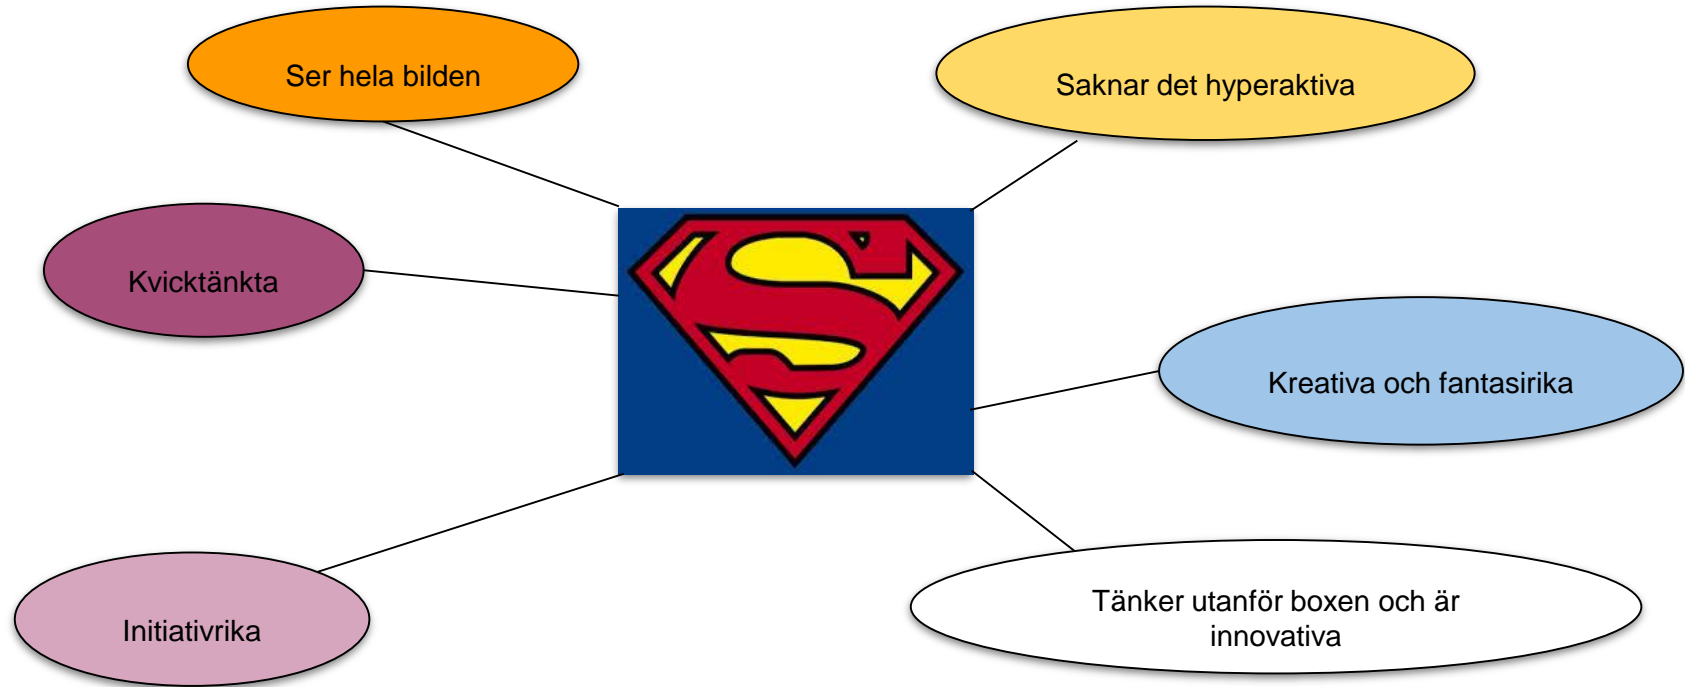 Ser hela bilden
Saknar det hyperaktiva
Kvicktänkta
Kreativa och fantasirika
Initiativrika
Tänker utanför boxen och är
innovativa